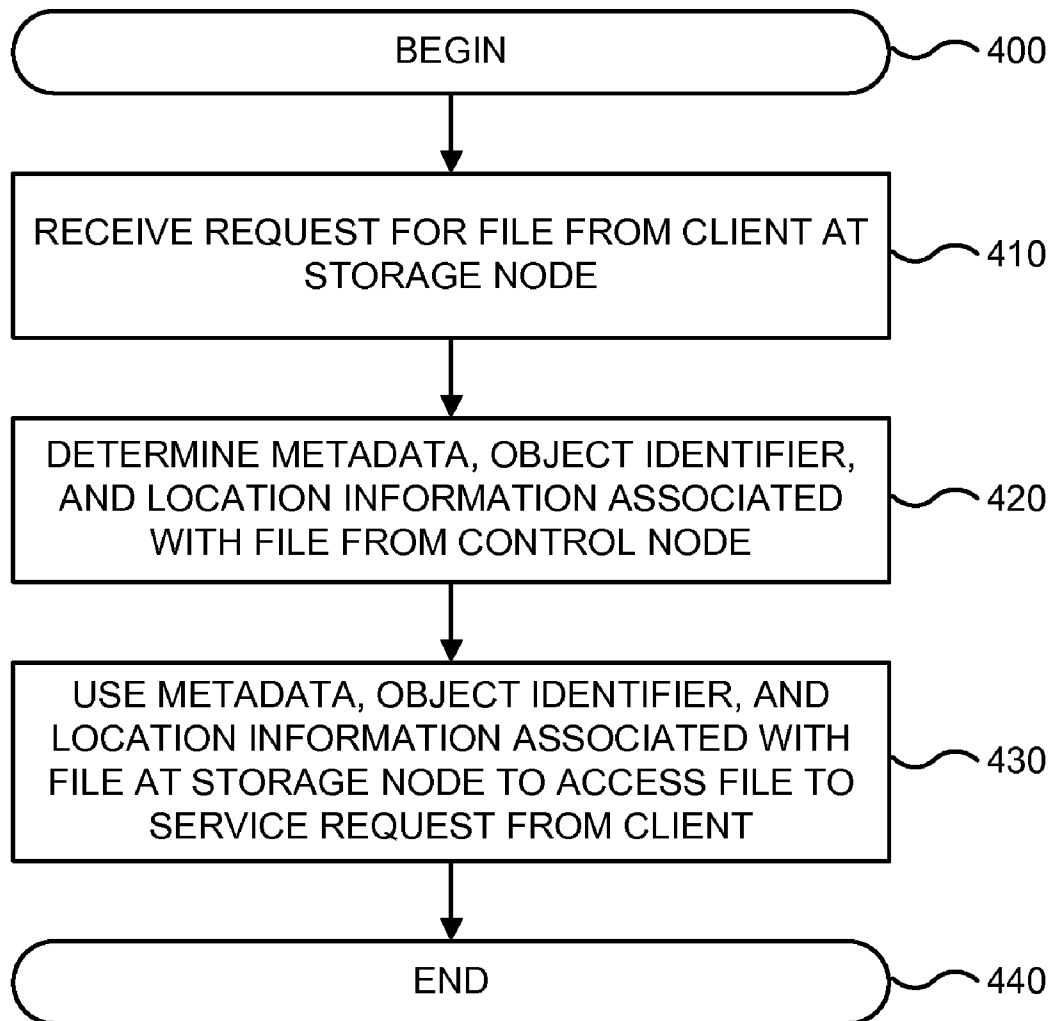 BEGIN
400
RECEIVE REQUEST FOR FILE FROM CLIENT AT
STORAGE NODE
410
DETERMINE METADATA, OBJECT IDENTIFIER,
AND LOCATION INFORMATION ASSOCIATED
WITH FILE FROM CONTROL NODE
420
USE METADATA, OBJECT IDENTIFIER, AND
LOCATION INFORMATION ASSOCIATED WITH
FILE AT STORAGE NODE TO ACCESS FILE TO
SERVICE REQUEST FROM CLIENT
430
END
440